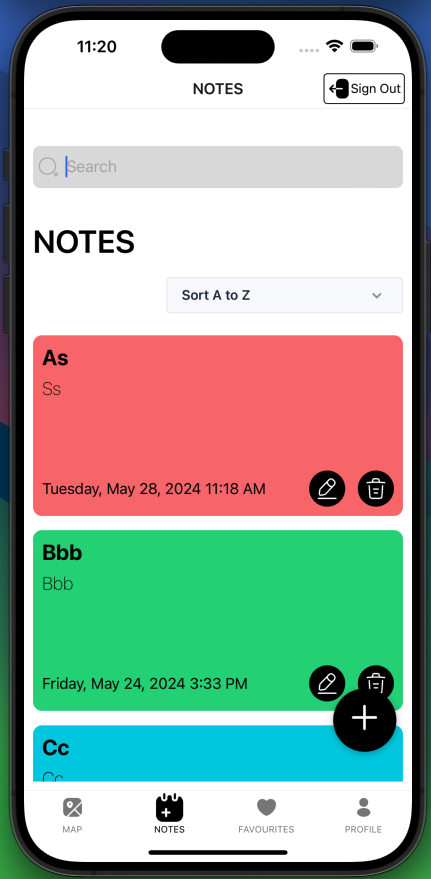 11:20
NOTES
Sign Out
Search
NOTES
Sort A to Z
As
Ss
Tuesday, May 28, 2024 11:18 AM
Bbb
Bbb
Friday, May 24, 2024 3:33 PM
Cc
Cc
MAP
NOTES
FAVOURITES
PROFILE